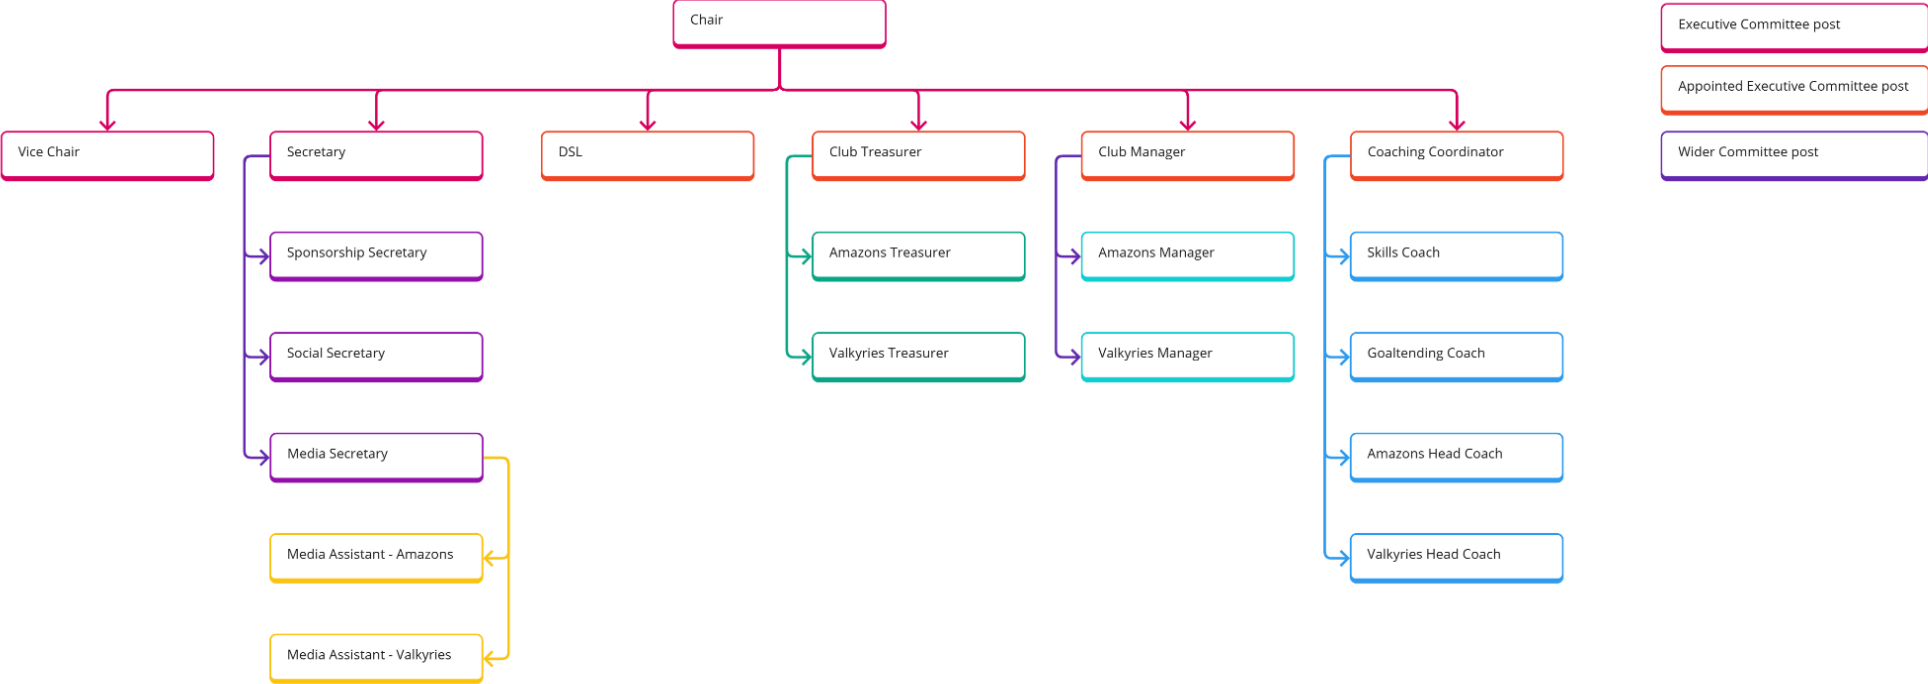 Chair
Executive Committee post
Appointed Executive Committee post
Vice Chair
Secretary
DSL
Club Treasurer
Club Manager
Coaching Coordinator
Wider Committee post
Sponsorship Secretary
Amazons Treasurer
Amazons Manager
Skills Coach
Social Secretary
Valkyries Treasurer
Valkyries Manager
Goaltending Coach
Media Secretary
Amazons Head Coach
Media Assistant - Amazons
Valkyries Head Coach
Media Assistant - Valkyries